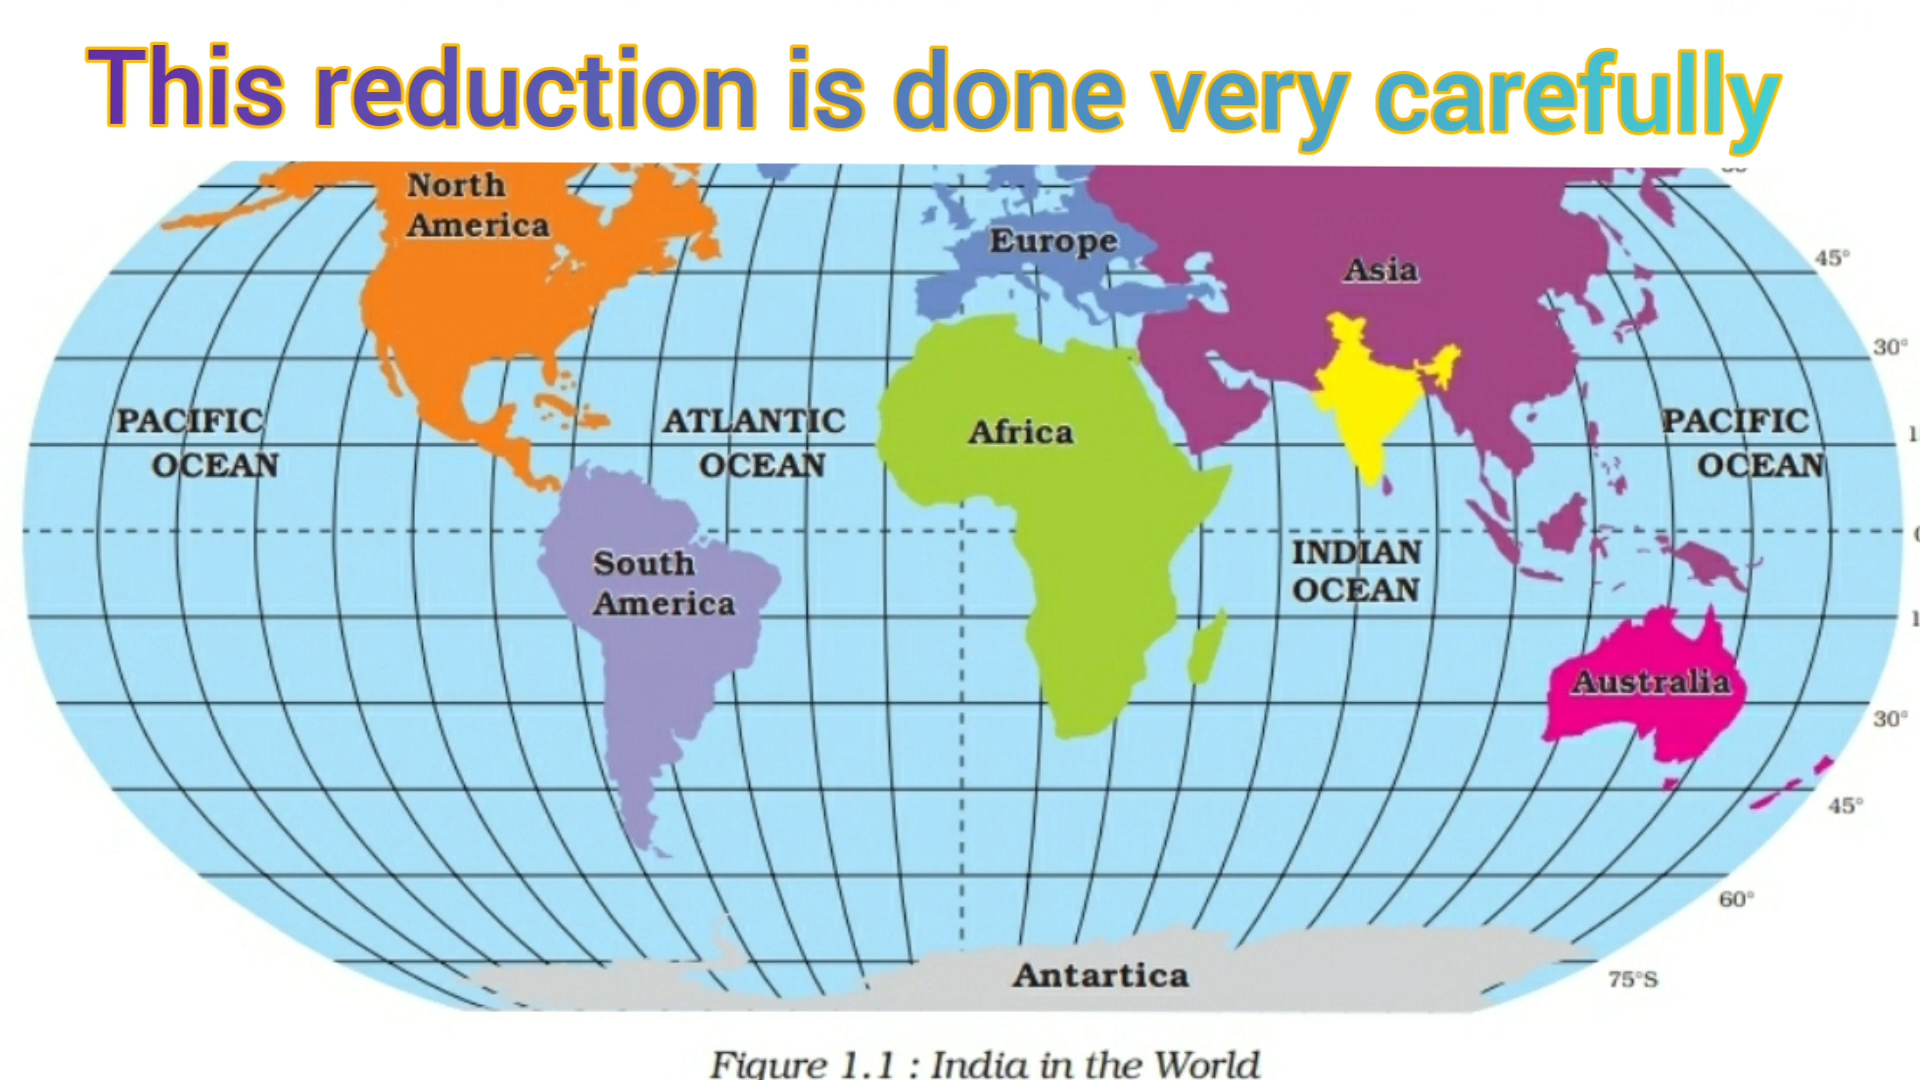 This reduction is done very carefully
North
America
Europe
Asia
45°
30°
PACIFIC
OCEAN
ATLANTIC
OCEAN
Africa
PACIFIC
OCEAN
South
America
INDIAN
OCEAN
Australia
30°
45°
60°
Antartica
75°S
Figure 1.1 : India in the World